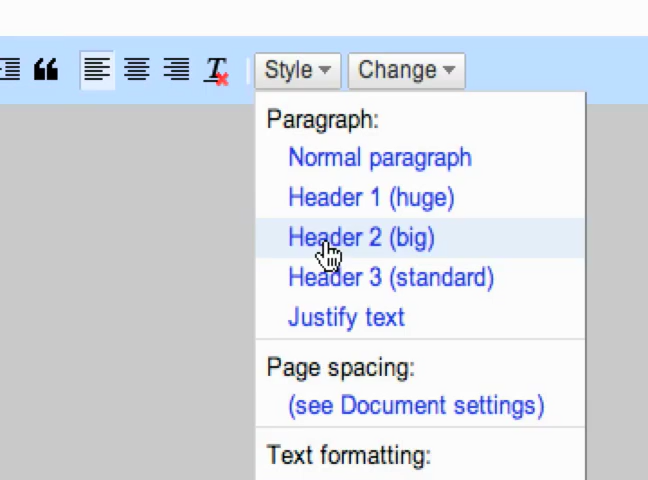 Style Change
Paragraph:
Normal paragraph
Header 1 (huge)
Header 2 (big)
Header 3 (standard)
Justify text
Page spacing:
(see Document settings)
Text formatting: